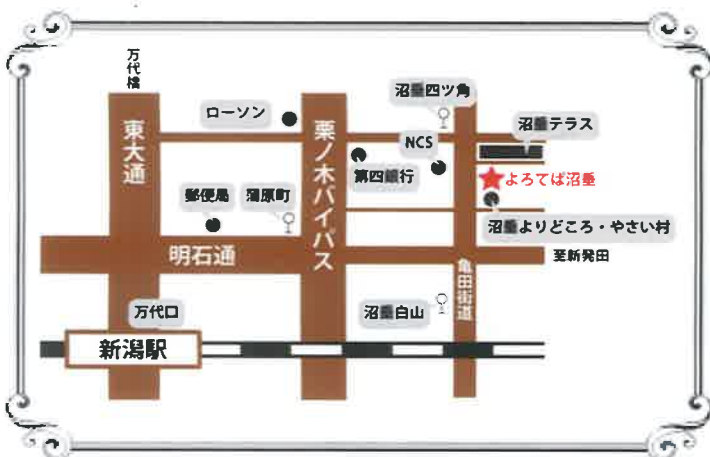 万代橋
東大通
ローソン
栗ノ木バイパス
沼垂四ツ角
沼垂テラス
NCS
第四銀行
よろてば沼垂
郵便局
蒲原町
沼垂よりどころ・やさい村
明石通
至新発田
亀田街道
万代口
沼垂白山
新潟駅